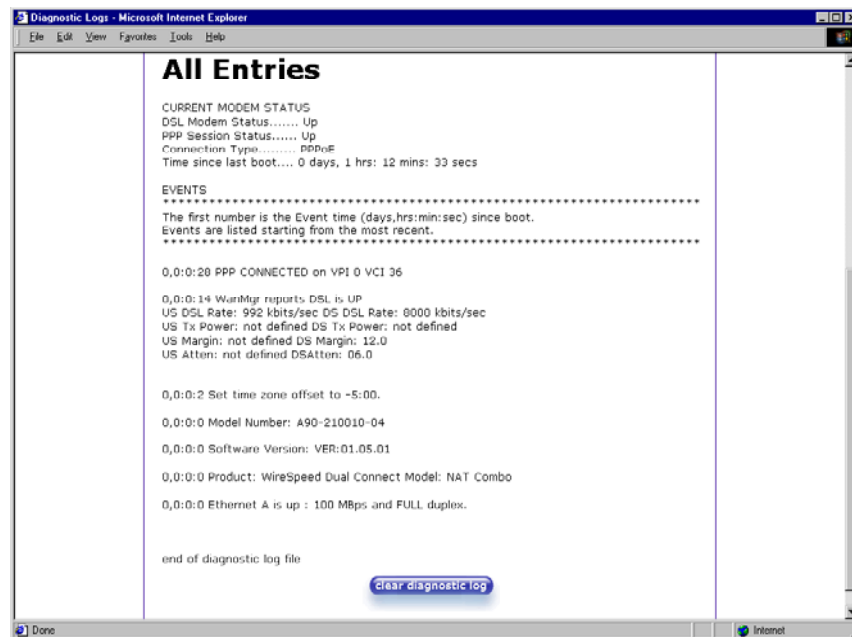 Diagnostic Logs - Microsoft Internet Explorer
File Edit View Favorites Tools Help
All Entries
CURRENT MODEM STATUS
DSL Modem Status....... Up
PPP Session Status...... Up
Connection Type......... PPPoE
Time since last boot.... 0 days, 1 hrs: 12 mins: 33 secs
EVENTS
************************************************************************
The first number is the Event time (days,hrs:min:sec) since boot.
Events are listed starting from the most recent.
************************************************************************
0,0:0:28 PPP CONNECTED on VPI 0 VCI 36
0,0:0:14 WanMgr reports DSL is UP
US DSL Rate: 992 kbits/sec DS DSL Rate: 8000 kbits/sec
US Tx Power: not defined DS Tx Power: not defined
US Margin: not defined DS Margin: 12.0
US Atten: not defined DSAtten: 06.0
0,0:0:2 Set time zone offset to -5:00.
0,0:0:0 Model Number: A90-210010-04
0,0:0:0 Software Version: VER:01.05.01
0,0:0:0 Product: WireSpeed Dual Connect Model: NAT Combo
0,0:0:0 Ethernet A is up : 100 MBps and FULL duplex.
end of diagnostic log file
clear diagnostic log
Done
Internet